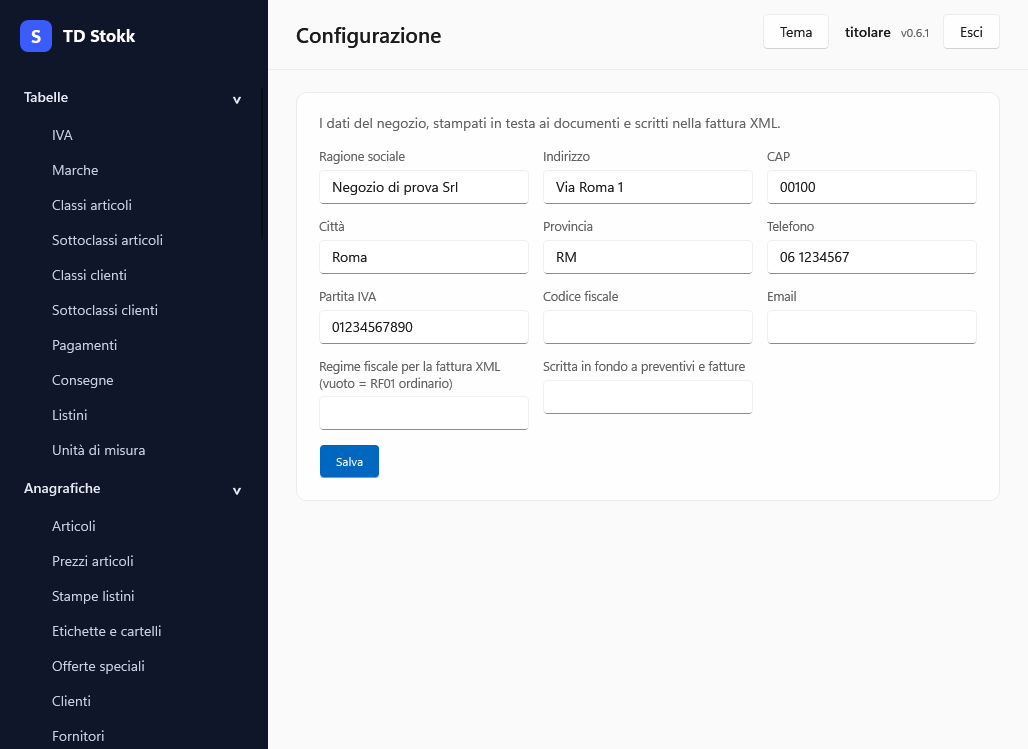 S TD Stokk
Configurazione
Tema titolare v0.6.1 Esci
Tabelle
IVA
Marche
Classi articoli
Sottoclassi articoli
Classi clienti
Sottoclassi clienti
Pagamenti
Consegne
Listini
Unità di misura
Anagrafiche
Articoli
Prezzi articoli
Stampe listini
Etichette e cartelli
Offerte speciali
Clienti
Fornitori
I dati del negozio, stampati in testa ai documenti e scritti nella fattura XML.
Ragione sociale Indirizzo CAP
Negozio di prova Srl Via Roma 1 00100
Città Provincia Telefono
Roma RM 06 1234567
Partita IVA Codice fiscale Email
01234567890
Regime fiscale per la fattura XML Scritta in fondo a preventivi e fatture
(vuoto = RF01 ordinario)
Salva